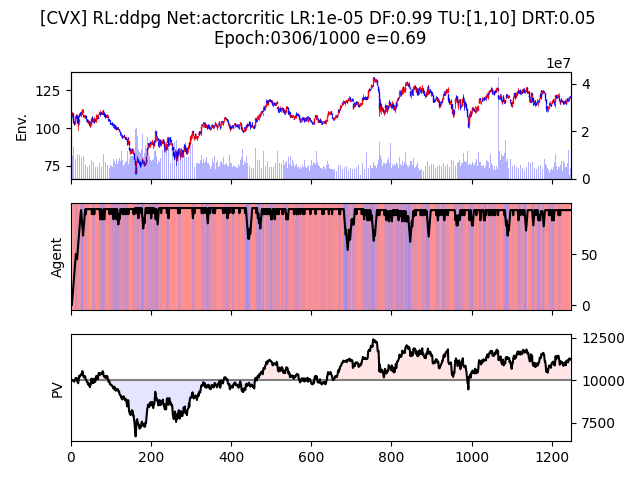 [CVX] RL:ddpg Net:actorcritic LR:1e-05 DF:0.99 TU:[1,10] DRT:0.05
Epoch:0306/1000 e=0.69
1e7
125
100
75
Env.
4
2
0
Agent
50
0
PV
12500
10000
7500
0 200 400 600 800 1000 1200